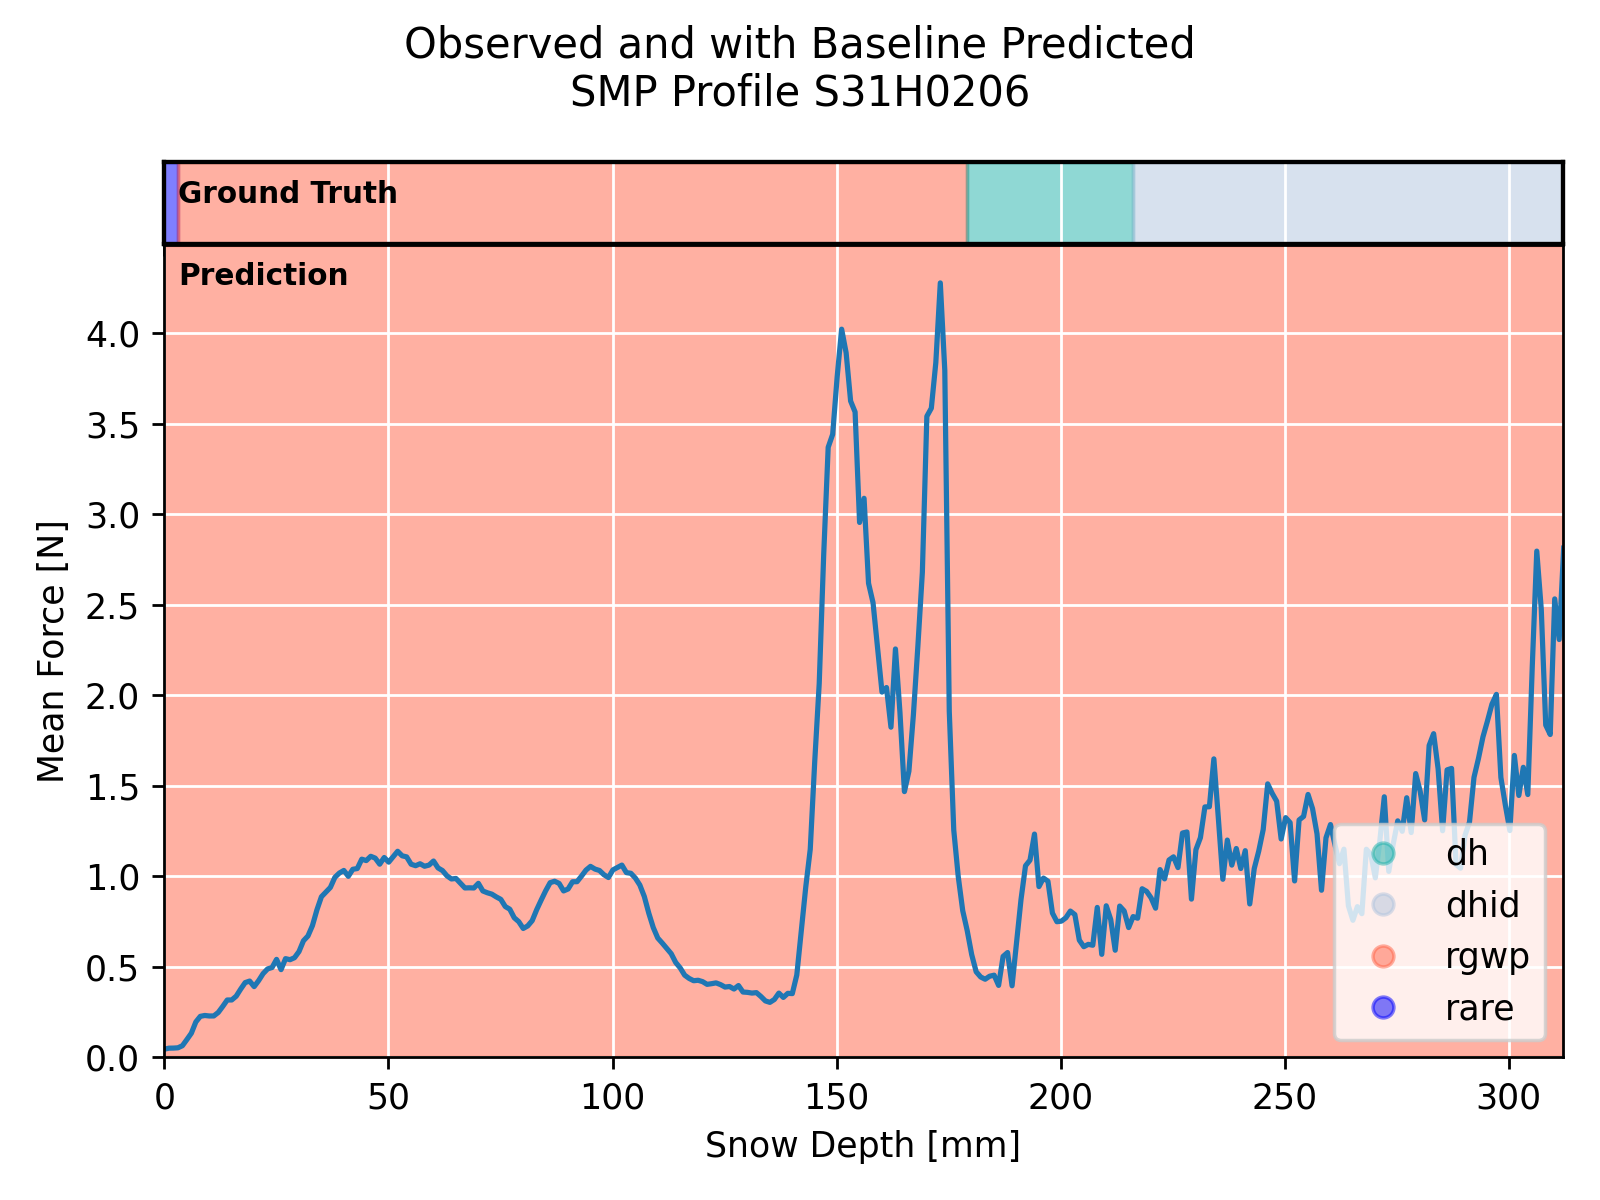 Observed and with Baseline Predicted
SMP Profile S31H0206
Ground Truth
Prediction
4.0
3.5
3.0
2.5
2.0
1.5
1.0
0.5
0.0
Mean Force [N]
dh
dhid
rgwp
rare
0 50 100 150 200 250 300
Snow Depth [mm]